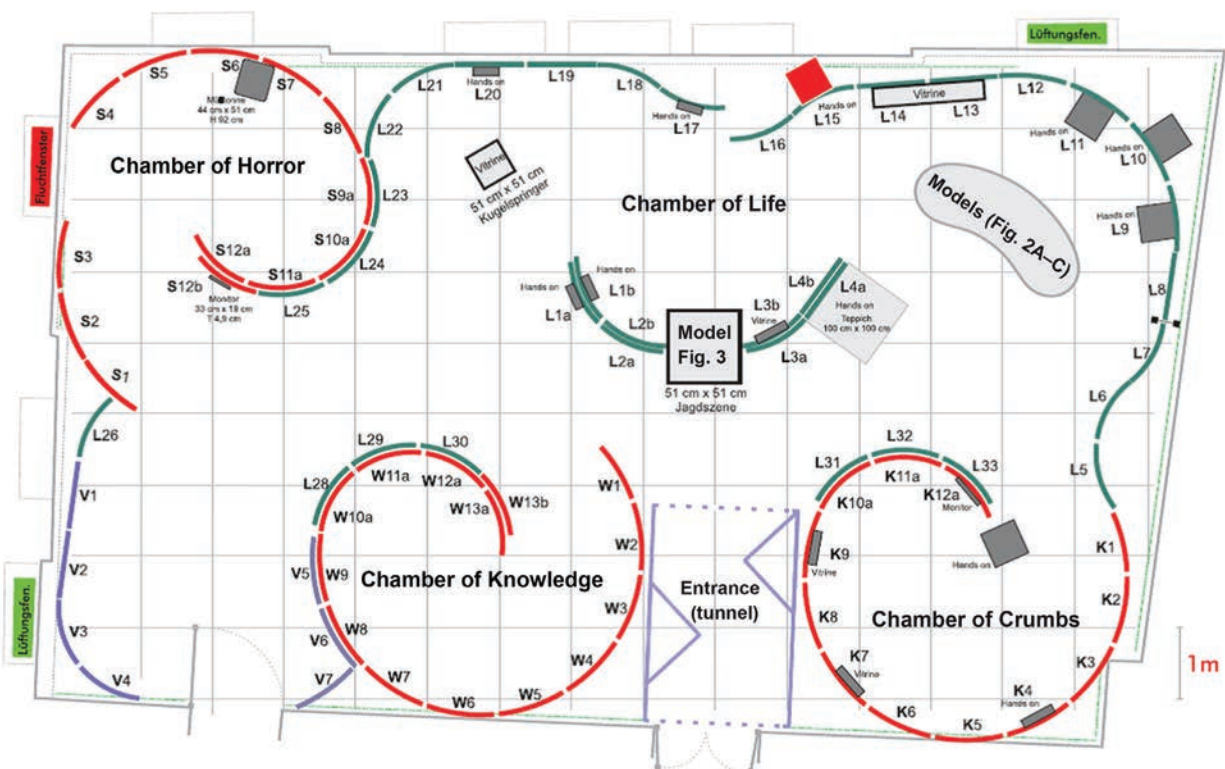 Lüftungsfen.
S5
S6
S7
S4
Mülltonne
44 cm x 51 cm
H 92 cm
S8
Chamber of Horror
Fluchtfenster
S9a
S10a
S12a
S11a
S12b
Monitor
33 cm x 19 cm
T 4,9 cm
S3
S2
S1
L21
Hands on
L20
L19
L18
Hands on
L17
L22
L23
L24
L25
Vitrine
51 cm x 51 cm
Kugelspringer
Chamber of Life
L16
Hands on
L15
Vitrine
L14
L13
L12
Hands on
L11
Hands on
L10
Hands on
L9
Models (Fig. 2A–C)
L8
L7
L6
L5
Hands on
L1b
Hands on
L1a
L2b
L2a
Model
Fig. 3
51 cm x 51 cm
Jagdszene
L3b
Vitrine
L3a
L4b
L4a
Hands on
Teppich
100 cm x 100 cm
L26
V1
V2
V3
V4
Lüftungsfen.
L29
L30
L28
W11a
W12a
W10a
W13a
W13b
W1
W2
W3
W4
W5
W6
W7
W8
W9
V5
V6
V7
Chamber of Knowledge
Entrance
(tunnel)
L32
L31
L33
K11a
K10a
K12a
Monitor
K9
Vitrine
Hands on
K1
K2
K8
Chamber of Crumbs
K7
Vitrine
K3
K4
Hands on
K6
K5
1m